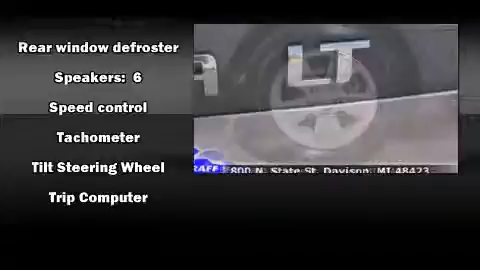 Rear window defroster
Speakers: 6
Speed control
Tachometer
Tilt Steering Wheel
Trip Computer
LT
800 N. State St. Davison, MI 48423